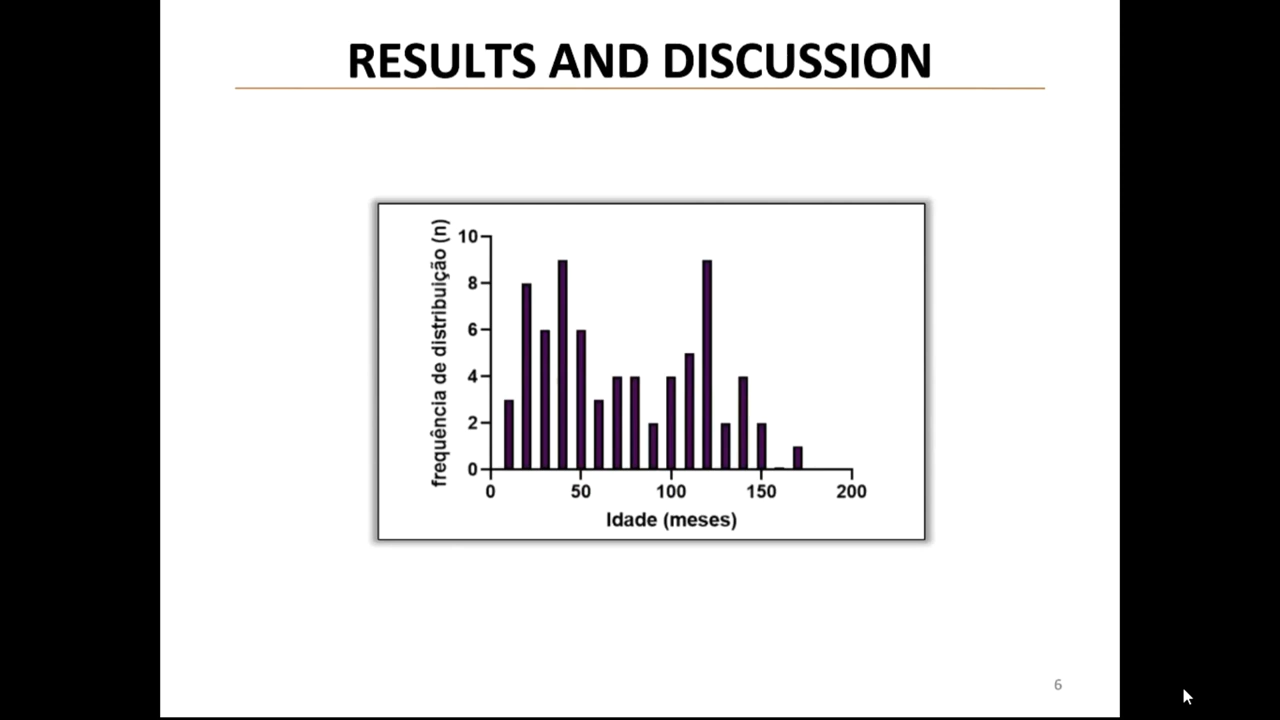 RESULTS AND DISCUSSION
frequência de distribuição (n)
10
8
6
4
2
0
0 50 100 150 200
Idade (meses)
6